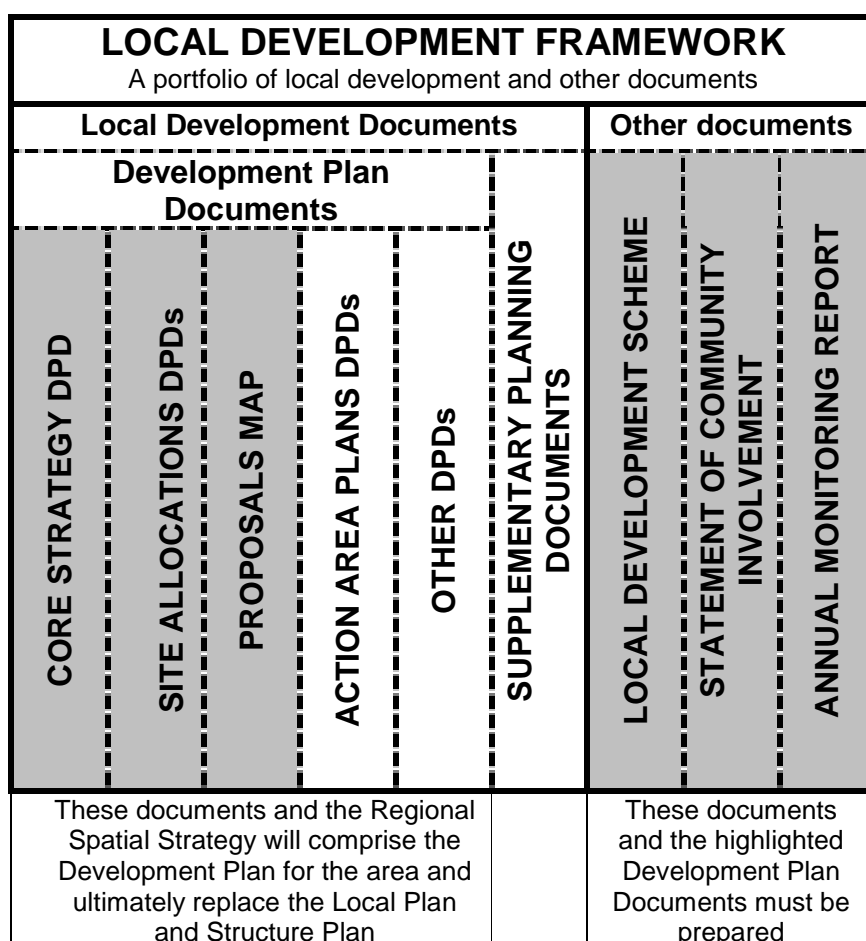 LOCAL DEVELOPMENT FRAMEWORK
A portfolio of local development and other documents
Local Development Documents
Other documents
Development Plan
Documents
CORE STRATEGY DPD
SITE ALLOCATIONS DPDs
PROPOSALS MAP
ACTION AREA PLANS DPDs
OTHER DPDs
SUPPLEMENTARY PLANNING
DOCUMENTS
LOCAL DEVELOPMENT SCHEME
STATEMENT OF COMMUNITY
INVOLVEMENT
ANNUAL MONITORING REPORT
These documents and the Regional
Spatial Strategy will comprise the
Development Plan for the area and
ultimately replace the Local Plan
and Structure Plan
These documents
and the highlighted
Development Plan
Documents must be
prepared